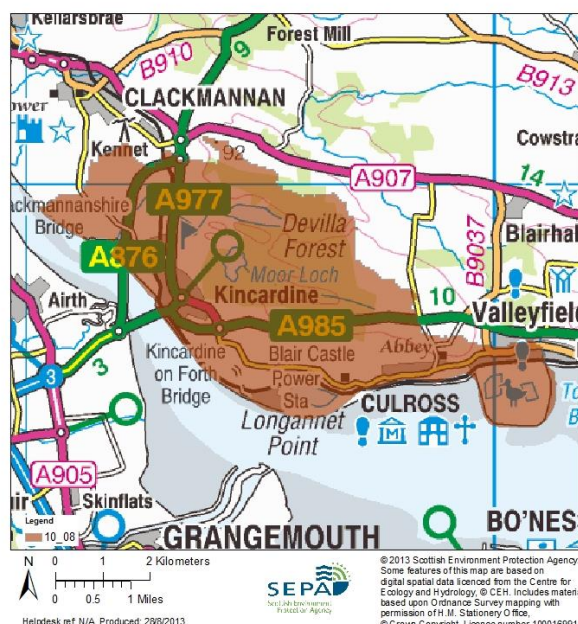 Kellarsbrae
Forest Mill
9
B910
B913
CLACKMANNAN
ower
Kennet
92
Cowstra
A907
14
A977
ackmannanshire
Bridge
Devilla
Forest
B9037
Blairhal
A876
Moor Loch
Airth
Kincardine
10
Valleyfiel
A985
Kincardine
on Forth
Bridge
Blair Castle
Abbey
3
3
Power
Sta
CULROSS
Longannet
Point
A905
Skinflats
Legend
10_08
GRANGEMOUTH
BO'NESS
N
0 1 2 Kilometers
0 0.5 1 Miles
SEPA
Scottish Environment
Protection Agency
Helpdesk ref: N/A Produced: 28/8/2013
© 2013 Scottish Environment Protection Agency
Some features of this map are based on
digital spatial data licenced from the Centre for
Ecology and Hydrology, © CEH. Includes materia
based upon Ordnance Survey mapping with
permission of H.M. Stationery Office,